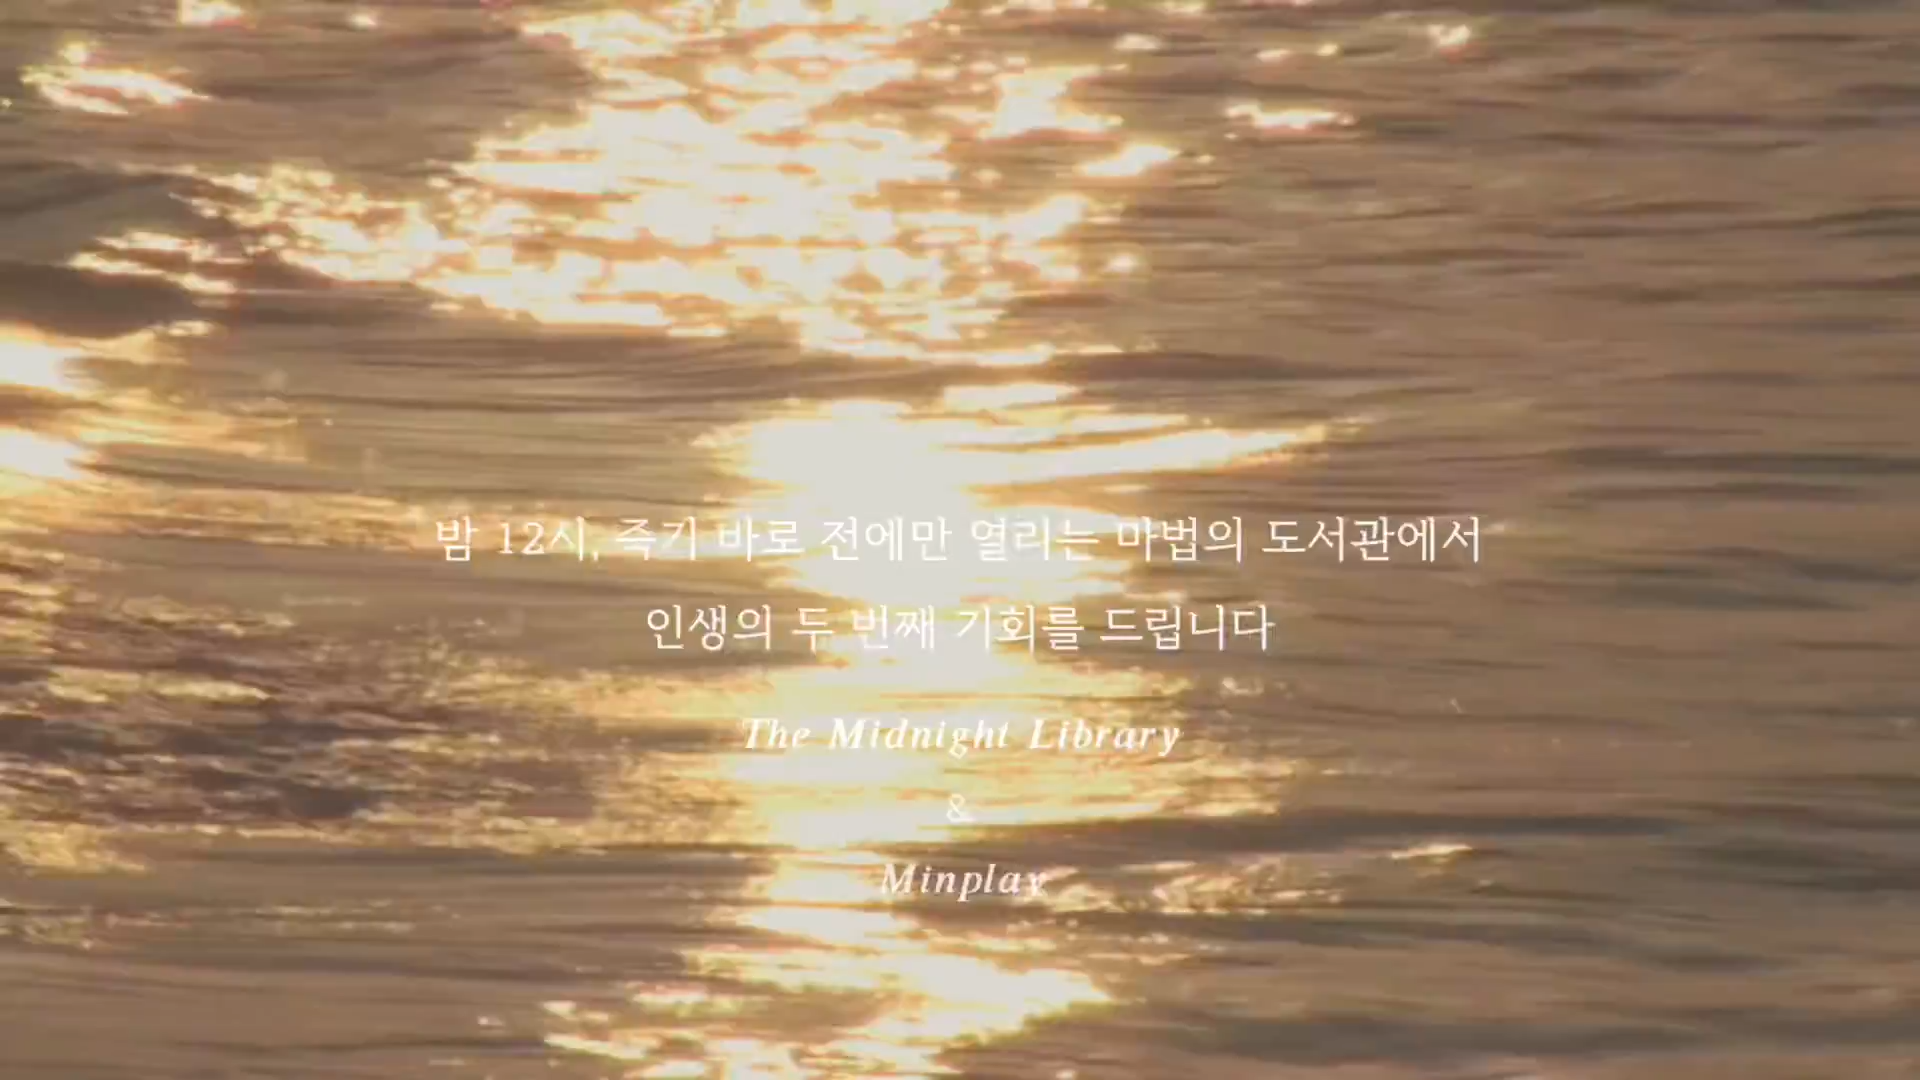 밤 12시, 죽기 바로 전에만 열리는 마법의 도서관에서
인생의 두 번째 기회를 드립니다
The Midnight Library
&
Minplay